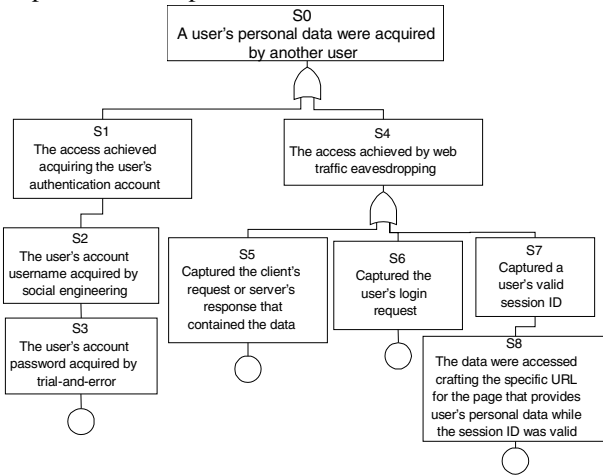 S0
A user's personal data were acquired
by another user
S1
The access achieved
acquiring the user's
authentication account
S4
The access achieved by web
traffic eavesdropping
S2
The user's account
username acquired by
social engineering
S3
The user's account
password acquired by
trial-and-error
S5
Captured the client's
request or server's
response that
contained the data
S6
Captured the
user's login
request
S7
Captured a
user's valid
session ID
S8
The data were accessed
crafting the specific URL
for the page that provides
user's personal data while
the session ID was valid